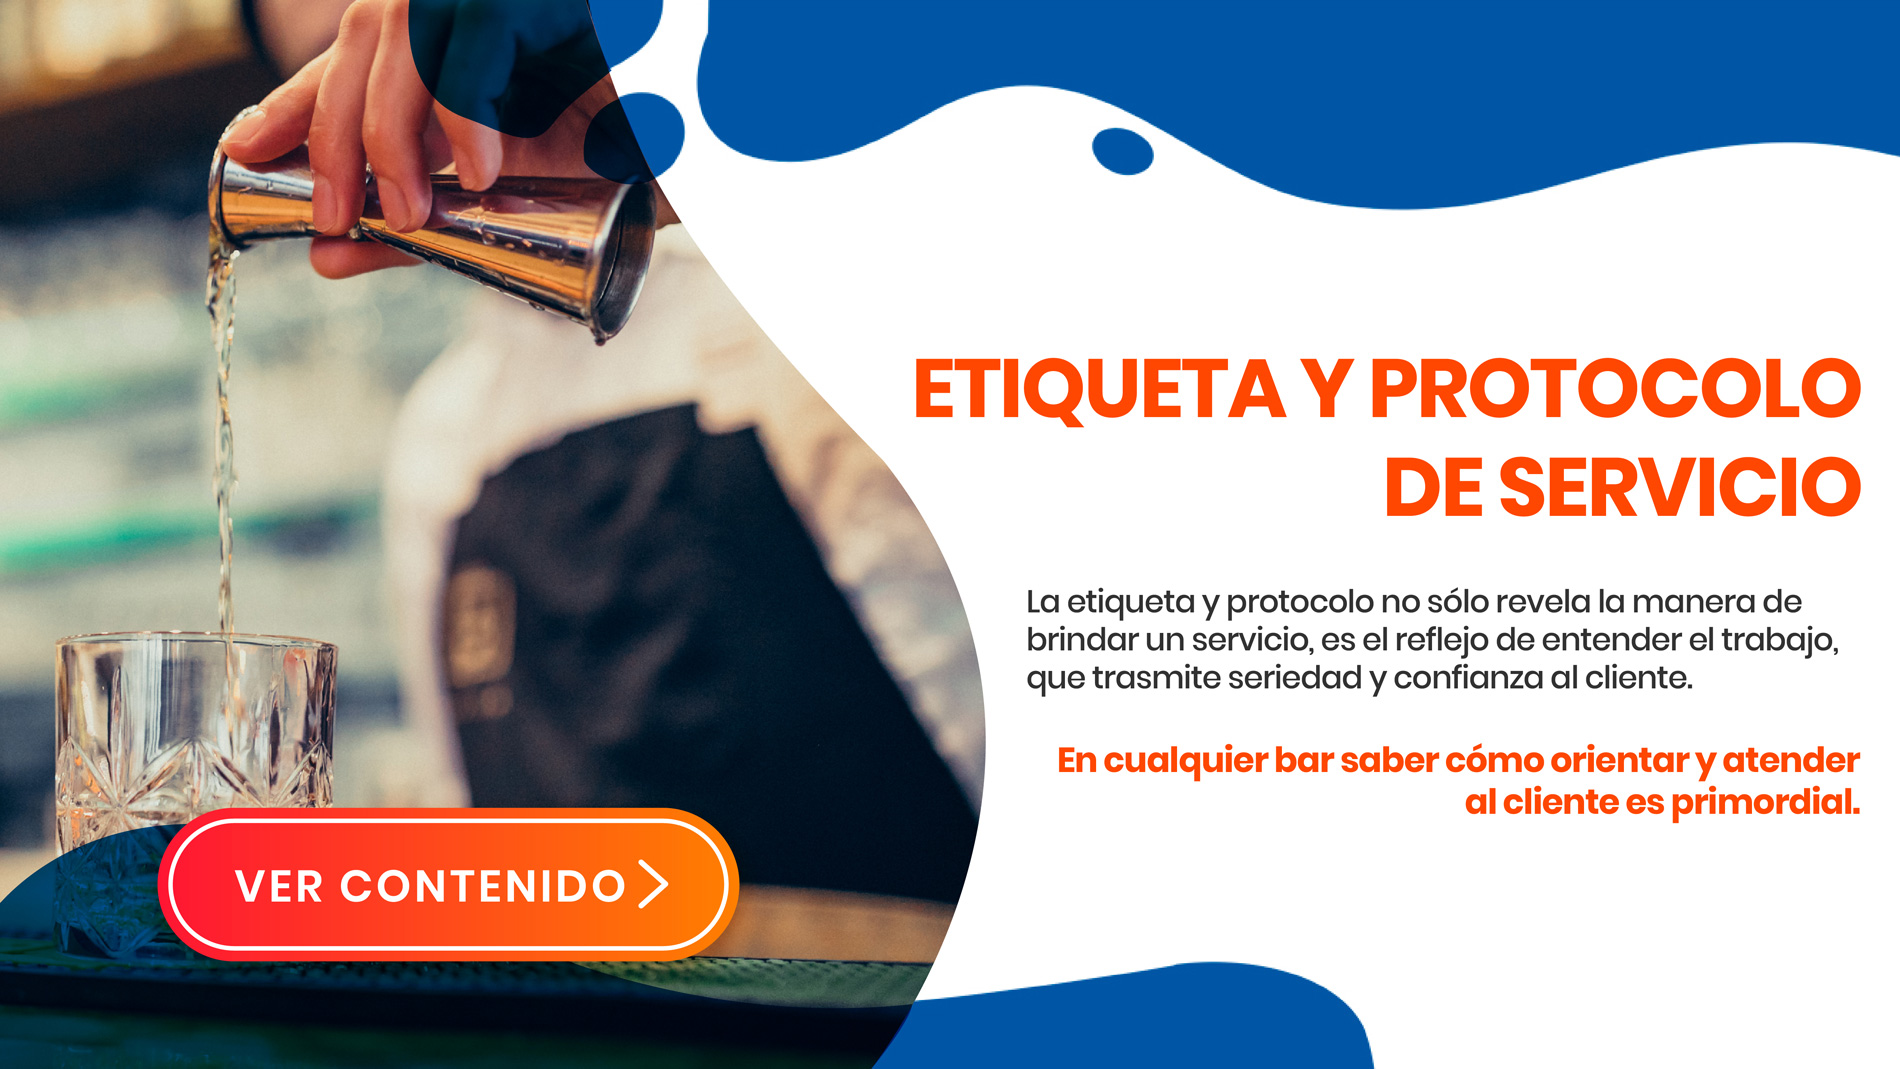 ETIQUETA Y PROTOCOLO
DE SERVICIO
La etiqueta y protocolo no sólo revela la manera de
brindar un servicio, es el reflejo de entender el trabajo,
que trasmite seriedad y confianza al cliente.
En cualquier bar saber cómo orientar y atender
al cliente es primordial.
VER CONTENIDO